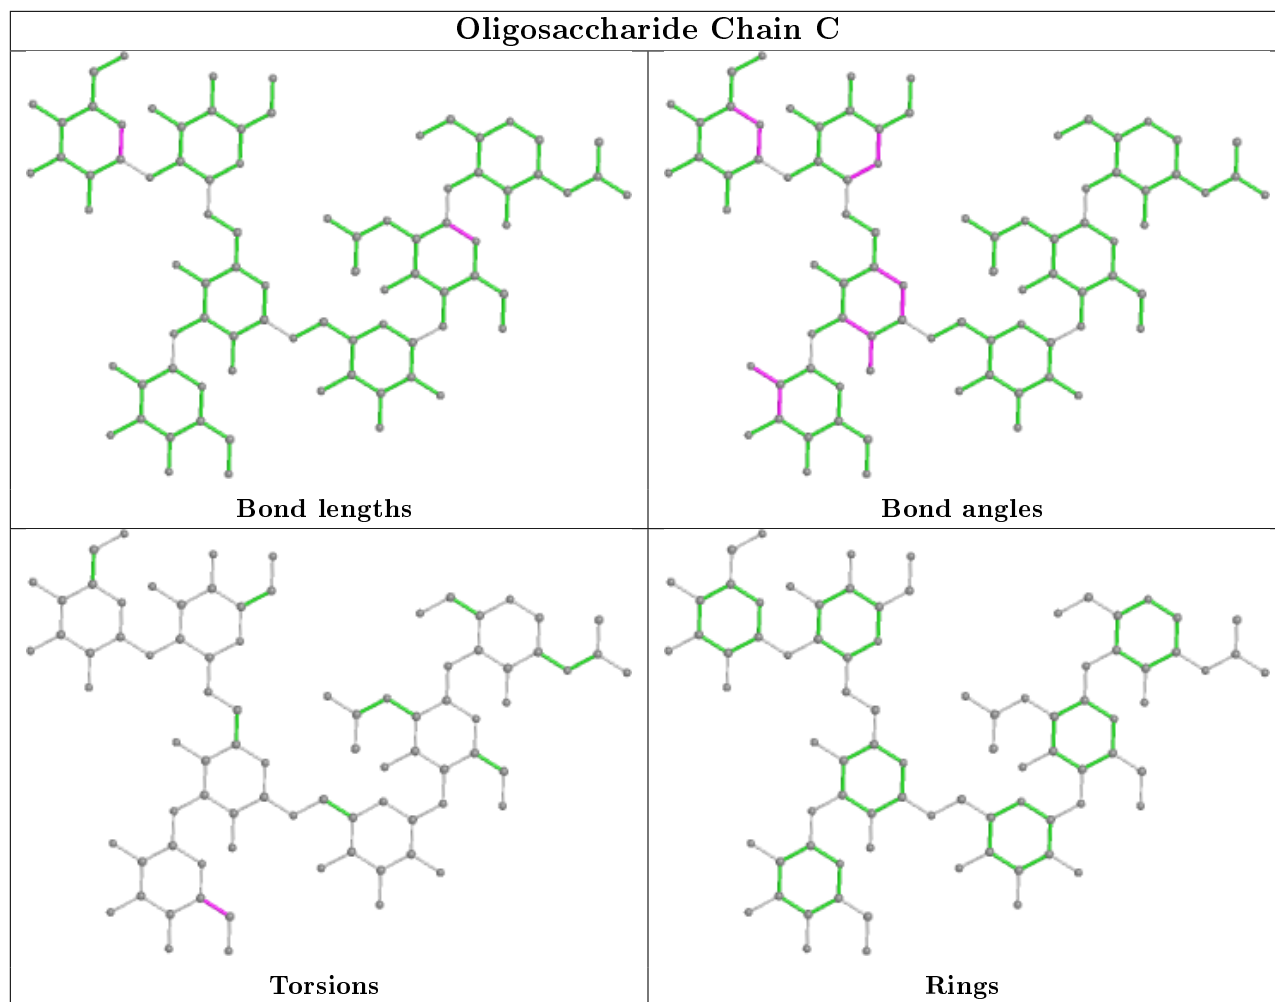 Oligosaccharide Chain C
Bond lengths
Bond angles
Torsions
Rings